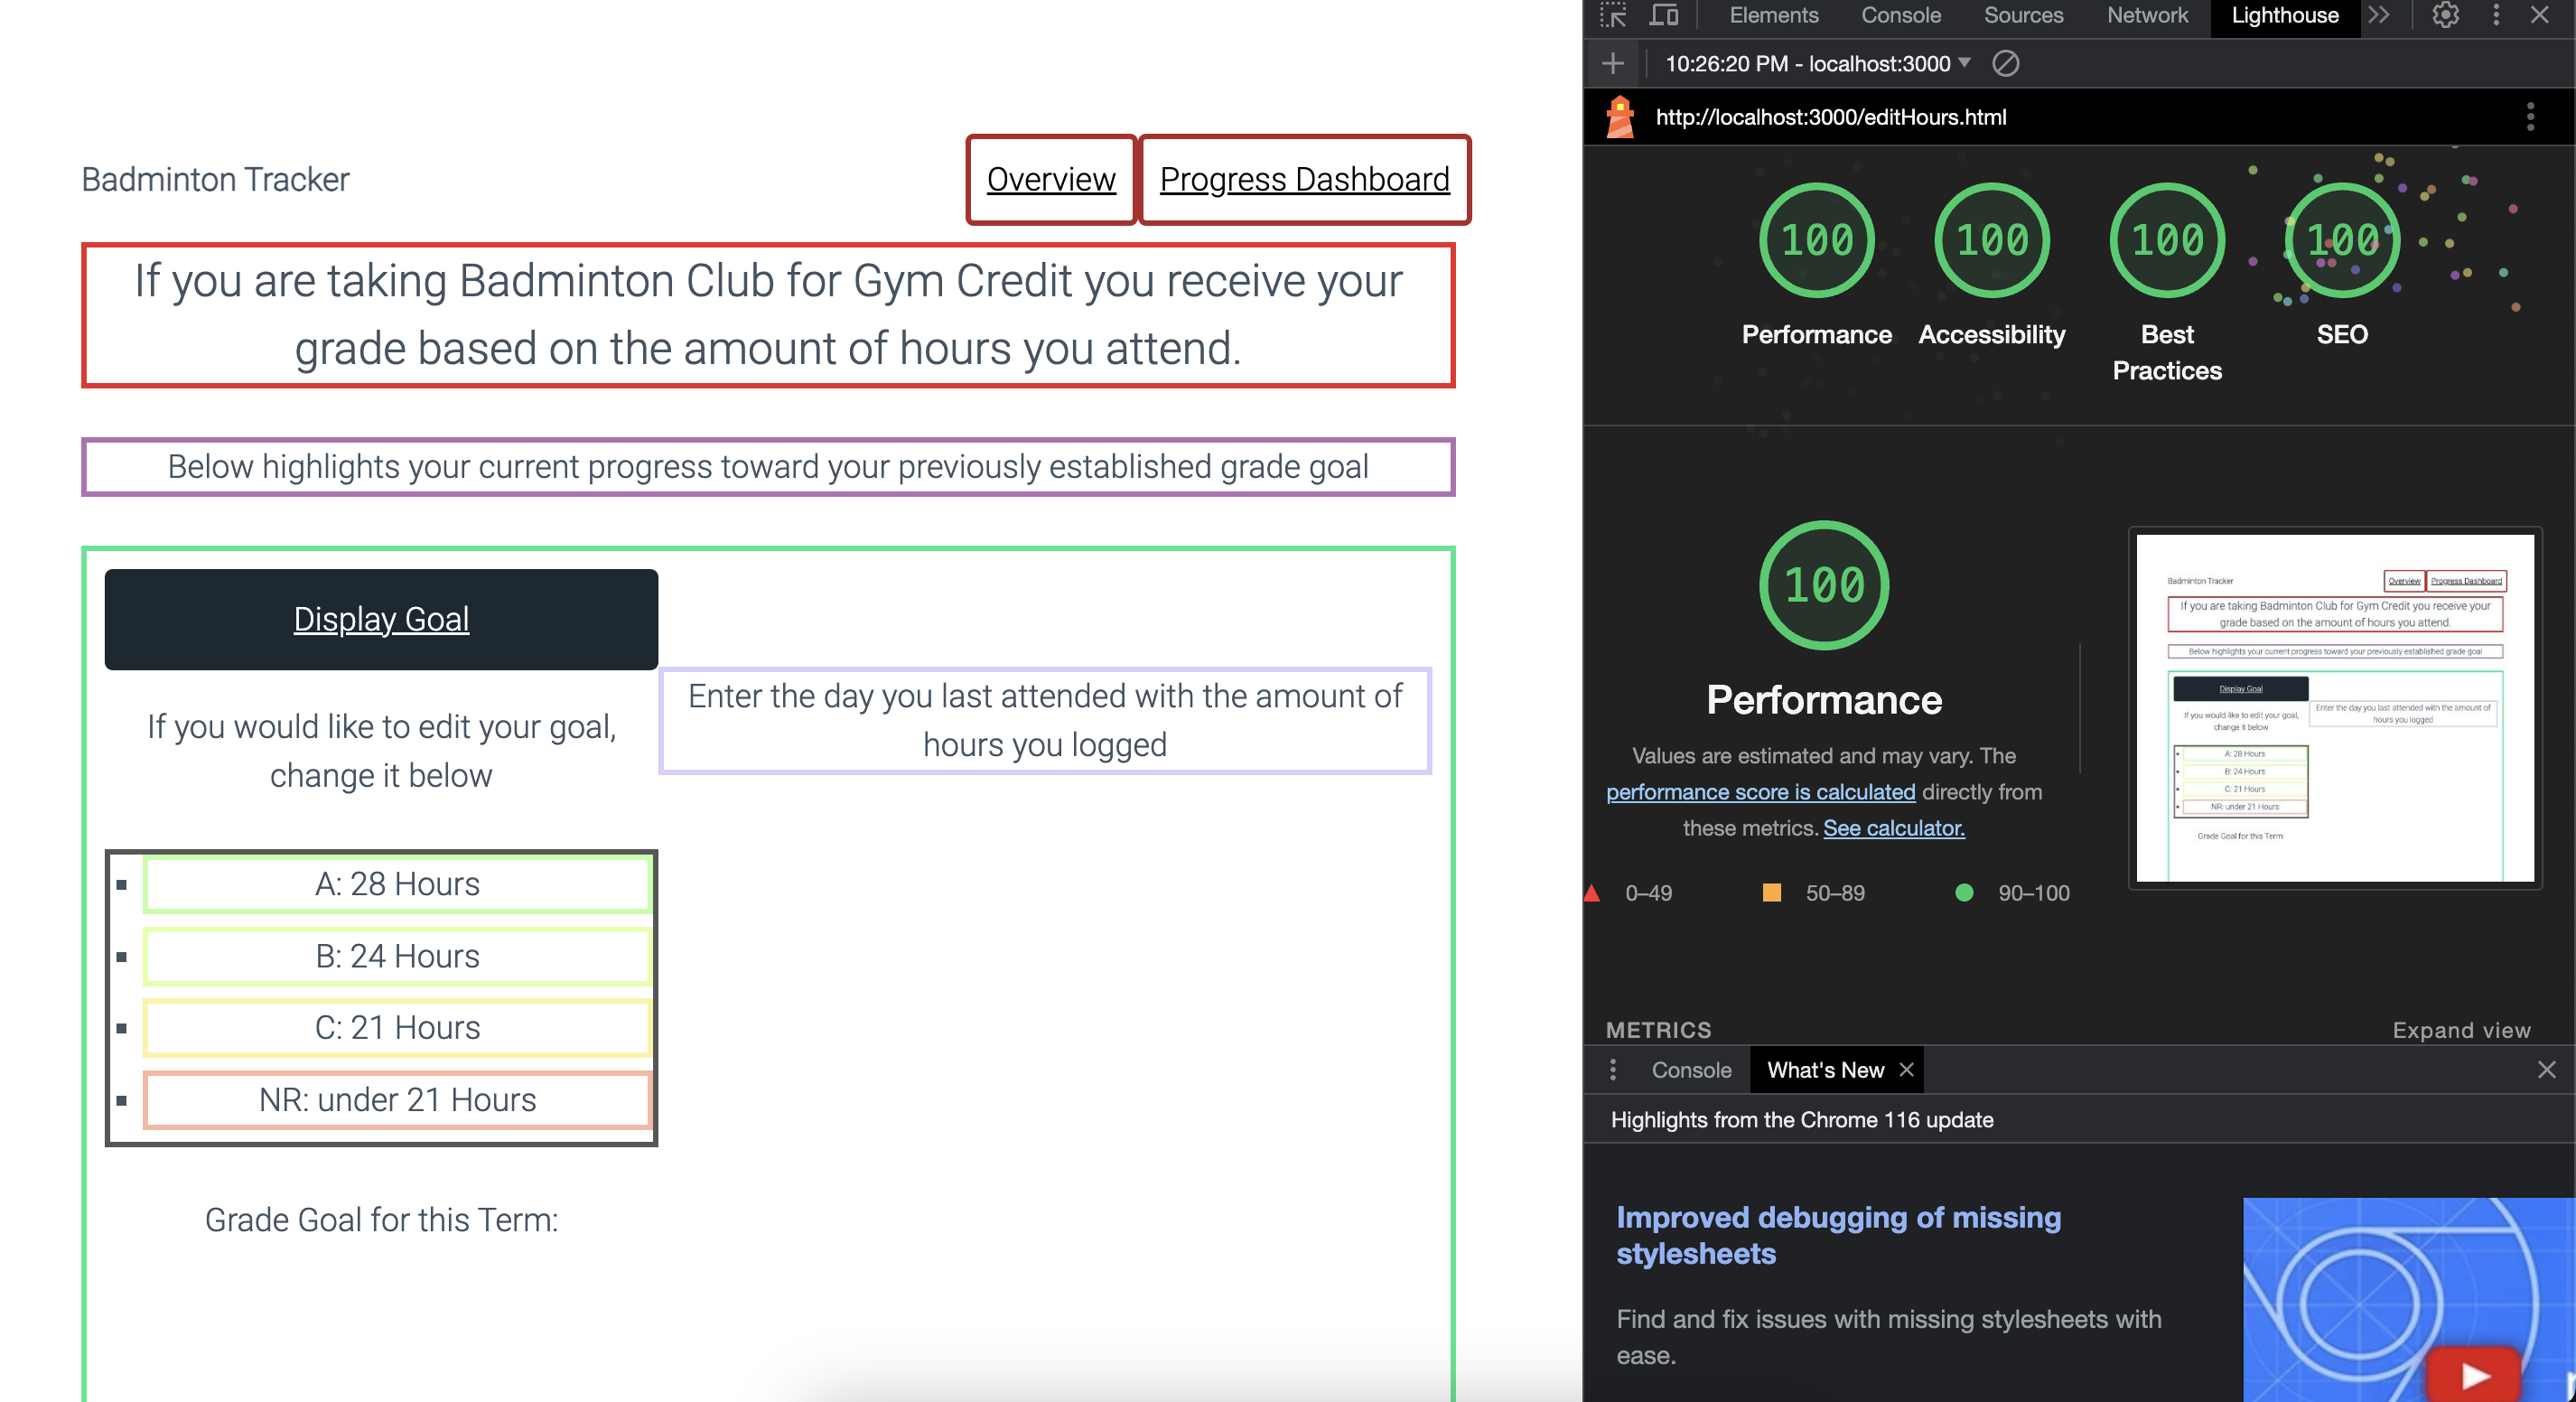 Badminton Tracker
Overview
Progress Dashboard
If you are taking Badminton Club for Gym Credit you receive your
grade based on the amount of hours you attend.
Below highlights your current progress toward your previously established grade goal
Display Goal
If you would like to edit your goal,
change it below
Enter the day you last attended with the amount of
hours you logged
A: 28 Hours
B: 24 Hours
C: 21 Hours
NR: under 21 Hours
Grade Goal for this Term:
Elements Console Sources Network Lighthouse
10:26:20 PM - localhost:3000
http://localhost:3000/editHours.html
100 100 100 100
Performance Accessibility Best
Practices
SEO
100
Performance
Values are estimated and may vary. The
performance score is calculated directly from
these metrics. See calculator.
0–49 50–89 90–100
Badminton Tracker
Overview Progress Dashboard
If you are taking Badminton Club for Gym Credit you receive your
grade based on the amount of hours you attend.
Below highlights your current progress toward your previously established grade goal
Display Goal
If you would like to edit your goal,
change it below
Enter the day you last attended with the amount of
hours you logged
A: 28 Hours
B: 24 Hours
C: 21 Hours
NR: under 21 Hours
Grade Goal for this Term:
METRICS Expand view
Console What's New
Highlights from the Chrome 116 update
Improved debugging of missing
stylesheets
Find and fix issues with missing stylesheets with
ease.